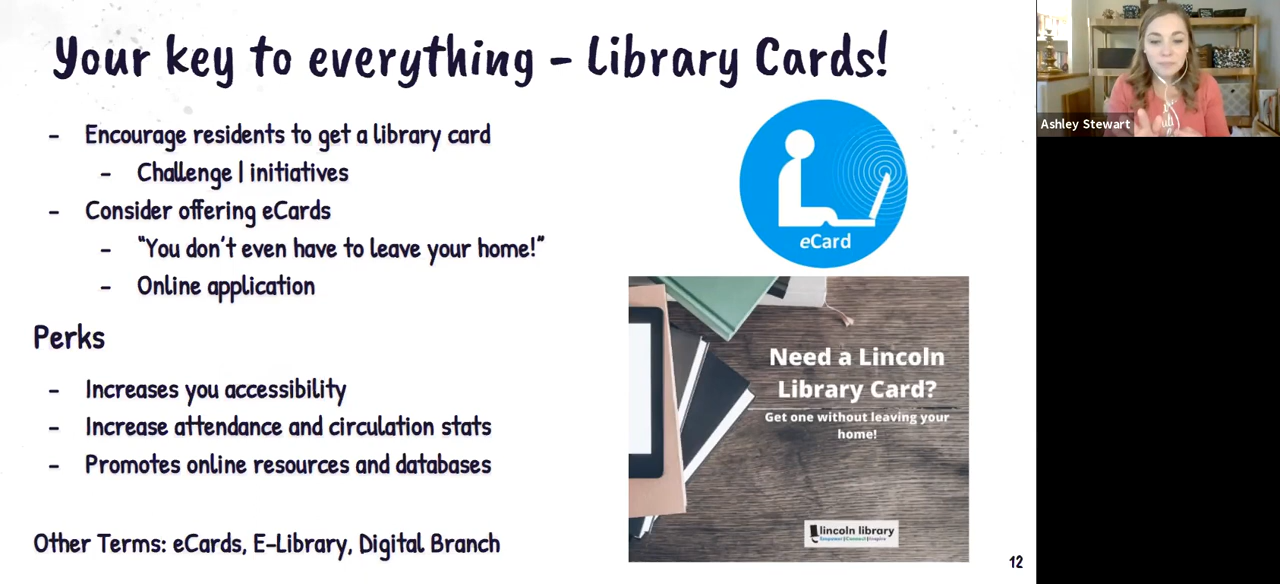 Your key to everything - Library Cards!
- Encourage residents to get a library card
- Challenge | initiatives
- Consider offering eCards
- "You don't even have to leave your home!"
- Online application
Perks
- Increases you accessibility
- Increase attendance and circulation stats
- Promotes online resources and databases
Other Terms: eCards, E-Library, Digital Branch
eCard
Need a Lincoln
Library Card?
Get one without leaving your
home!
lincoln library
12
Ashley Stewart